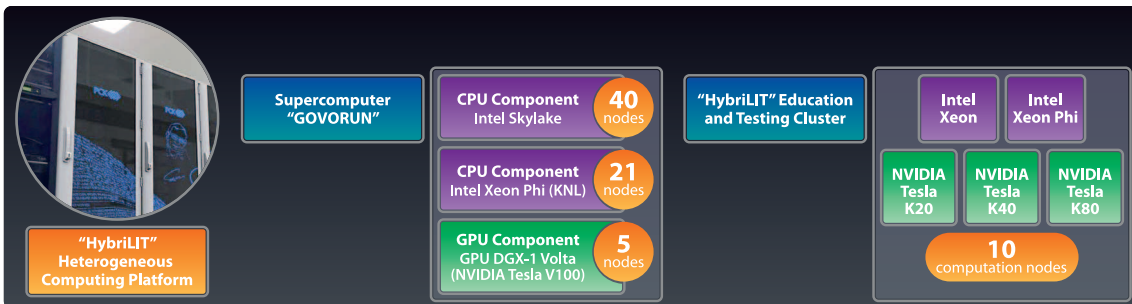 "HybriLIT"
Heterogeneous
Computing Platform
Supercomputer
"GOVORUN"
CPU Component
Intel Skylake
40
nodes
CPU Component
Intel Xeon Phi (KNL)
21
nodes
GPU Component
GPU DGX-1 Volta
(NVIDIA Tesla V100)
5
nodes
"HybriLIT" Education
and Testing Cluster
Intel
Xeon
Intel
Xeon Phi
NVIDIA
Tesla
K20
NVIDIA
Tesla
K40
NVIDIA
Tesla
K80
10
computation nodes